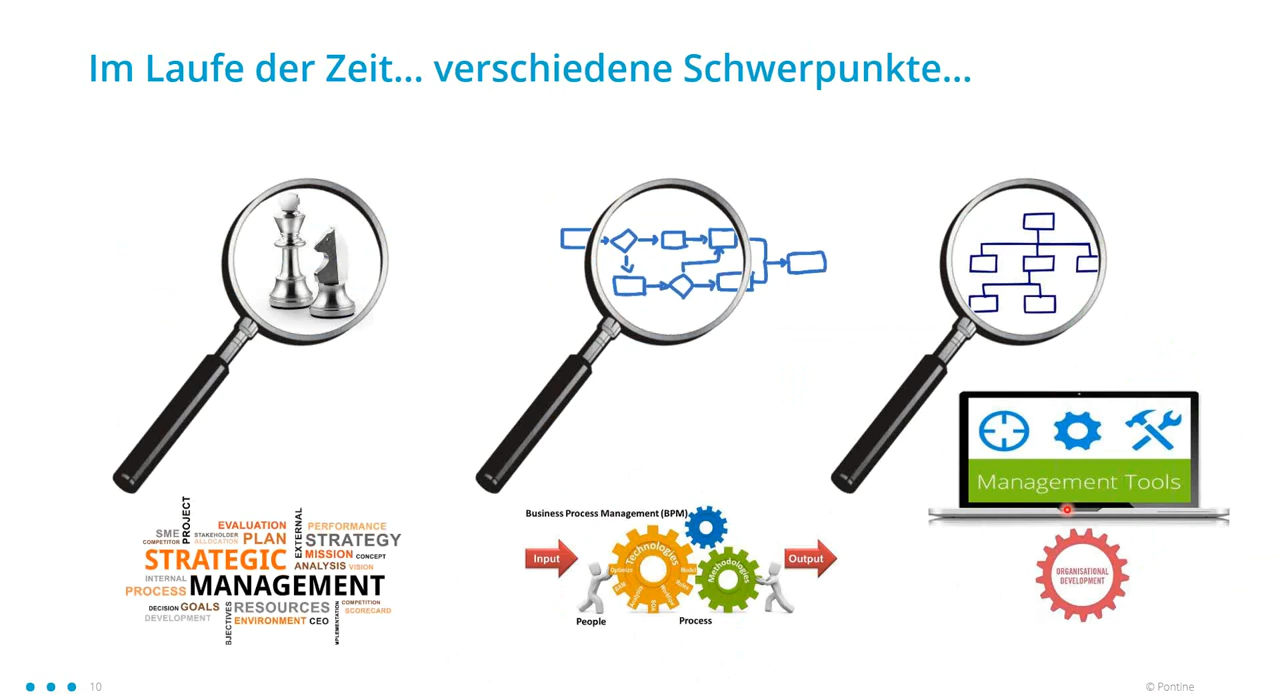 Im Laufe der Zeit... verschiedene Schwerpunkte...
PROJECT
SME
COMPETITOR
STAKEHOLDER
ALLOCATION
EVALUATION
PLAN
EXTERNAL
PERFORMANCE
STRATEGY
STRATEGIC
MISSION
CONCEPT
ANALYSIS
VISION
INTERNAL
MANAGEMENT
PROCESS
DECISION
GOALS
DEVELOPMENT
BJECTIVES
RESOURCES
ENVIRONMENT
CEO
COMPETITION
SCORECARD
Business Process Management (BPM)
Input
Technologies
Optimize
Model
Methodologies
Output
People
Process
Management Tools
ORGANISATIONAL
DEVELOPMENT
10
© Pontine